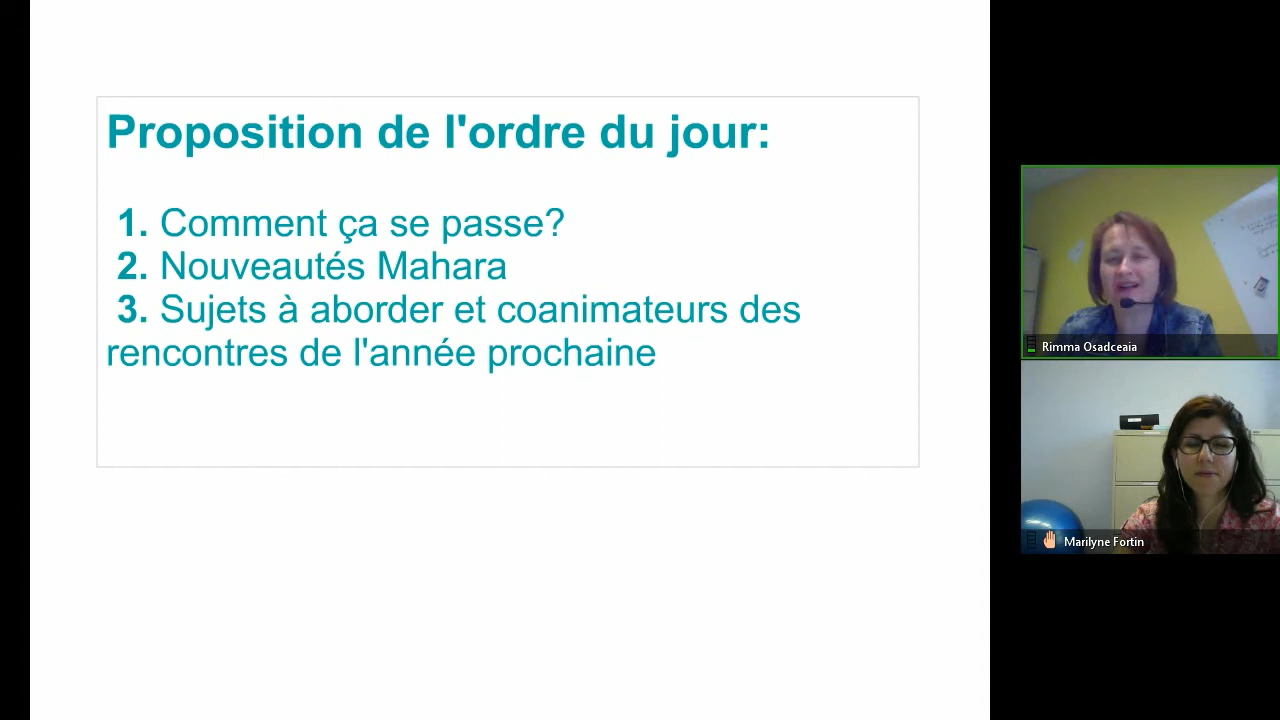 Proposition de l'ordre du jour:
1. Comment ça se passe?
2. Nouveautés Mahara
3. Sujets à aborder et coanimateurs des
rencontres de l'année prochaine
Rimma Osadceaia
Marilyne Fortin